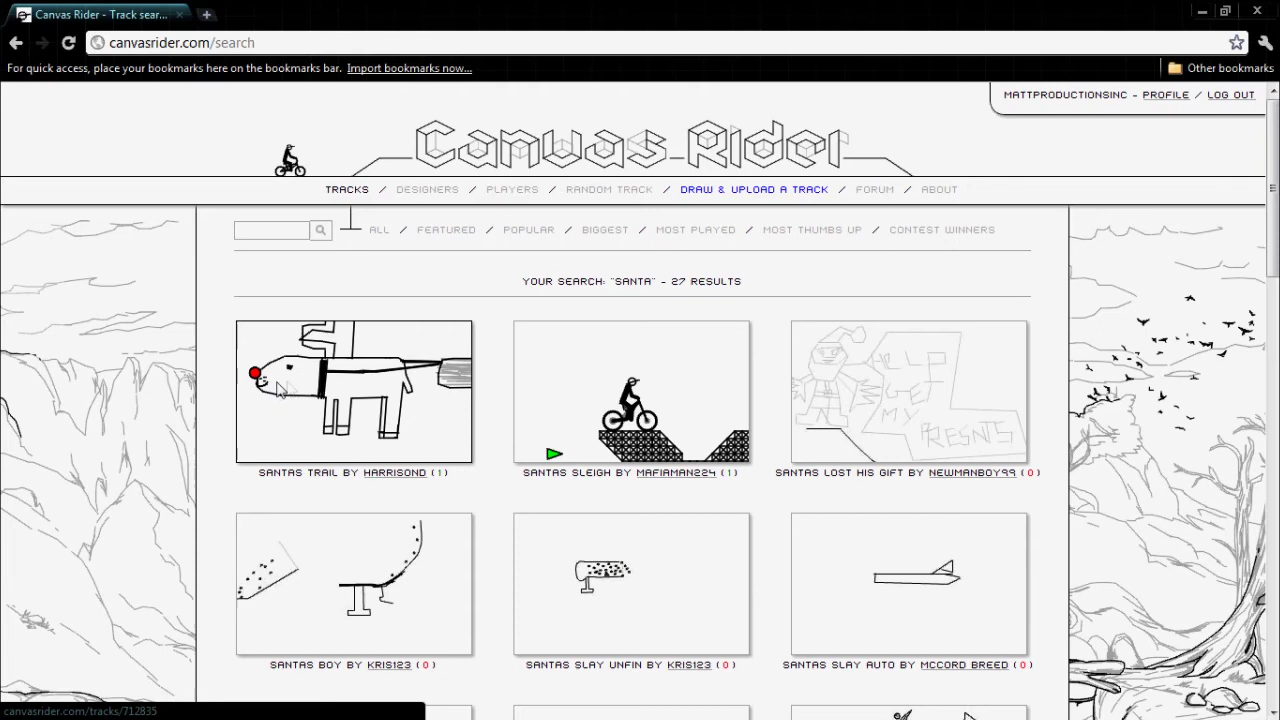 Canvas Rider - Track sear...
canvasrider.com/search
For quick access, place your bookmarks here on the bookmarks bar. Import bookmarks now...
Other bookmarks
MATTPRODUCTIONSINC - PROFILE / LOG OUT
Canvas Rider
TRACKS / DESIGNERS / PLAYERS / RANDOM TRACK / DRAW & UPLOAD A TRACK / FORUM / ABOUT
ALL / FEATURED / POPULAR / BIGGEST / MOST PLAYED / MOST THUMBS UP / CONTEST WINNERS
YOUR SEARCH: "SANTA" - 27 RESULTS
ELP
ME
MY
PRESNTS
SANTAS TRAIL BY HARRISOND (1)
SANTAS SLEIGH BY MAFIAMAN224 (1)
SANTAS LOST HIS GIFT BY NEWMANBOY99 (0)
SANTAS BOY BY KRIS123 (0)
SANTAS SLAY UNFIN BY KRIS123 (0)
SANTAS SLAY AUTO BY MCCORD BREED (0)
canvasrider.com/tracks/712835